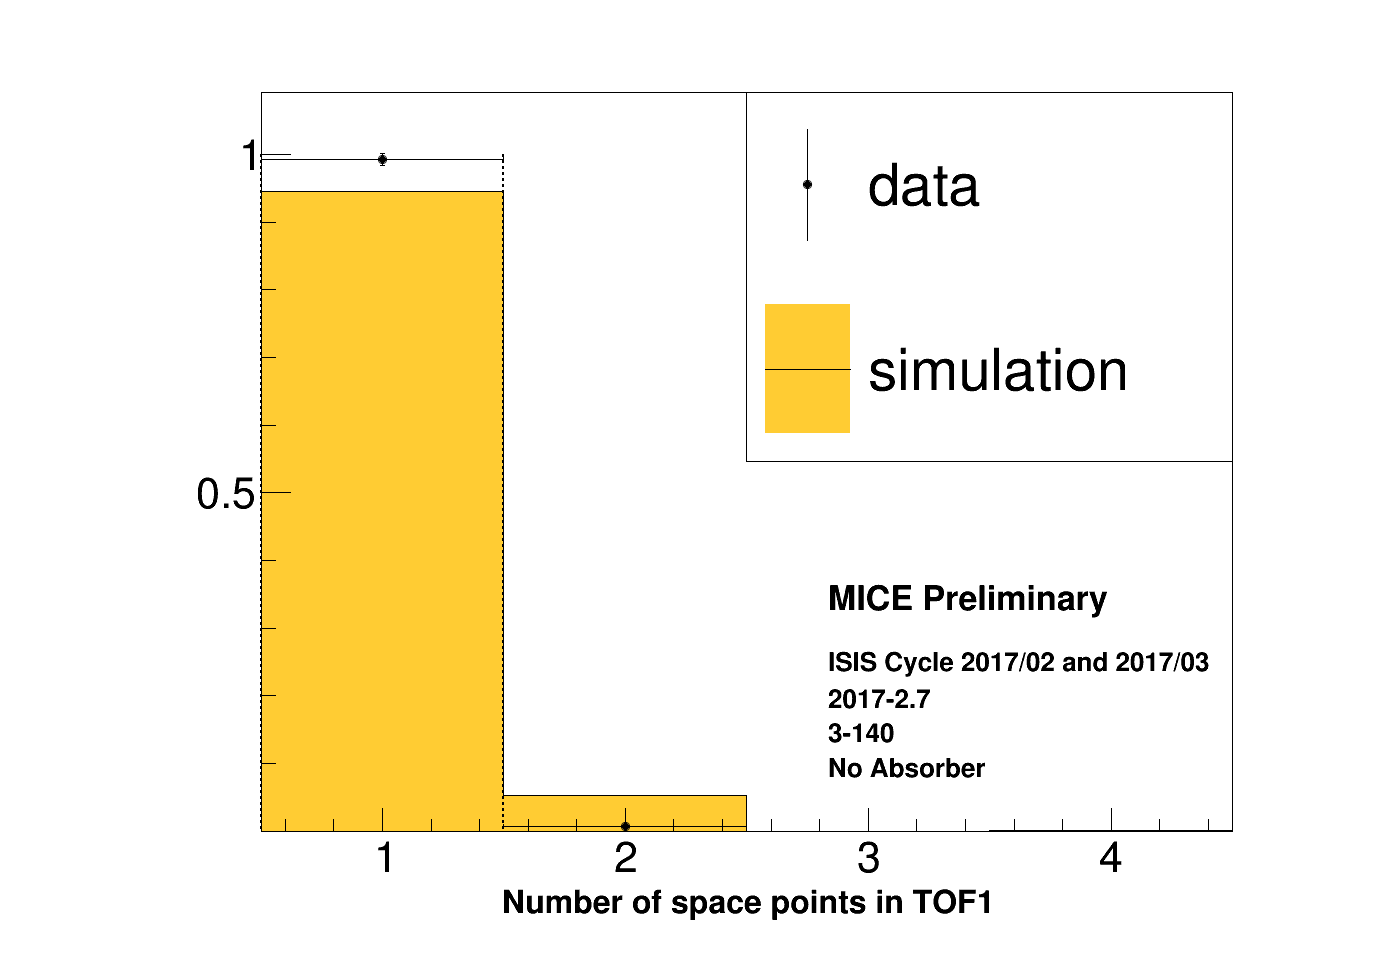 1
data
simulation
0.5
MICE Preliminary
ISIS Cycle 2017/02 and 2017/03
2017-2.7
3-140
No Absorber
1 2 3 4
Number of space points in TOF1